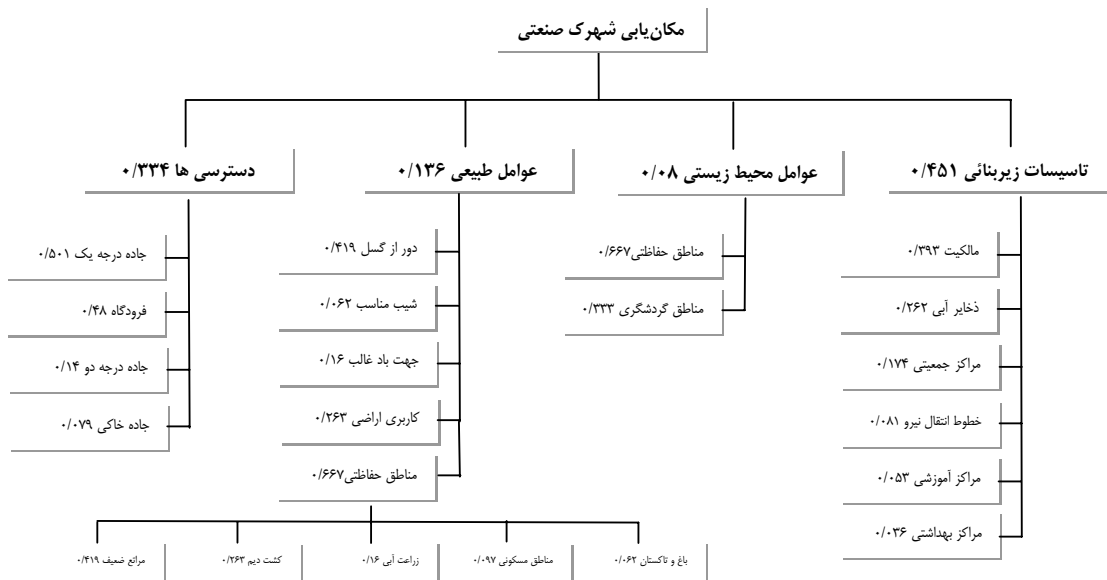 مکان‌یابی شهرک صنعتی
تاسیسات زیربنائی ۰/۴۵۱
عوامل محیط زیستی ۰/۰۸
عوامل طبیعی ۰/۱۳۶
دسترسی ها ۰/۳۳۴
مالکیت ۰/۳۹۳
ذخایر آبی ۰/۲۶۲
مراکز جمعیتی ۰/۱۷۴
خطوط انتقال نیرو ۰/۰۸۱
مراکز آموزشی ۰/۰۵۳
مراکز بهداشتی ۰/۰۳۶
مناطق حفاظتی۰/۶۶۷
مناطق گردشگری ۰/۳۳۳
دور از گسل ۰/۴۱۹
شیب مناسب ۰/۰۶۲
جهت باد غالب ۰/۱۶
کاربری اراضی ۰/۲۶۳
مناطق حفاظتی۰/۶۶۷
جاده درجه یک ۰/۵۰۱
فرودگاه ۰/۴۸
جاده درجه دو ۰/۱۴
جاده خاکی ۰/۰۷۹
باغ و تاکستان ۰/۰۶۲
مناطق مسکونی ۰/۰۹۷
زراعت آبی ۰/۱۶
کشت دیم ۰/۲۶۳
مراتع ضعیف ۰/۴۱۹